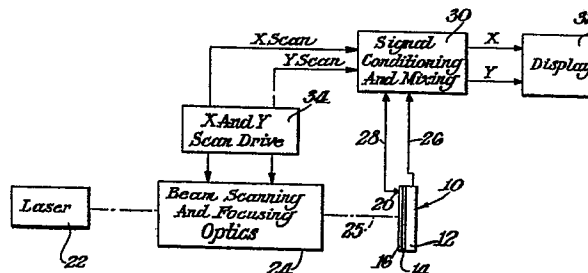 X Scan
Y Scan
30
Signal
Conditioning
And Mixing
X
Y
Display
34
X And Y
Scan Drive
28
26
Laser
22
Beam Scanning
And Focusing
Optics
24
25
20
10
12
16
14